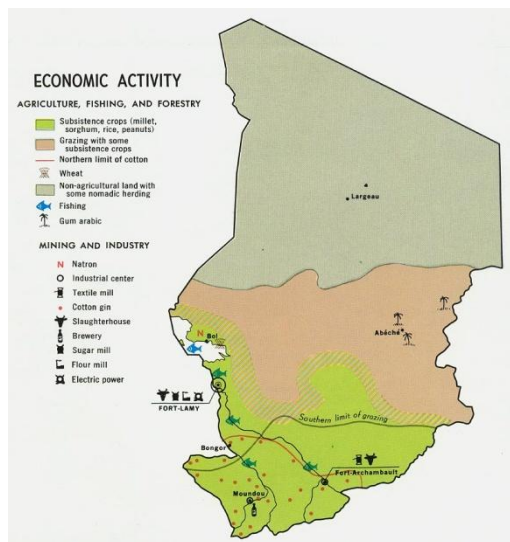 ECONOMIC ACTIVITY
AGRICULTURE, FISHING, AND FORESTRY
Subsistence crops (millet,
sorghum, rice, peanuts)
Grazing with some
subsistence crops
Northern limit of cotton
Wheat
Non-agricultural land with
some nomadic herding
Fishing
Gum arabic
MINING AND INDUSTRY
N Natron
Industrial center
Textile mill
Cotton gin
Slaughterhouse
Brewery
Sugar mill
Flour mill
Electric power
Largeau
Abéché
N
Bol
FORT-LAMY
Southern limit of grazing
Bongor
Fort-Archambault
Moundou